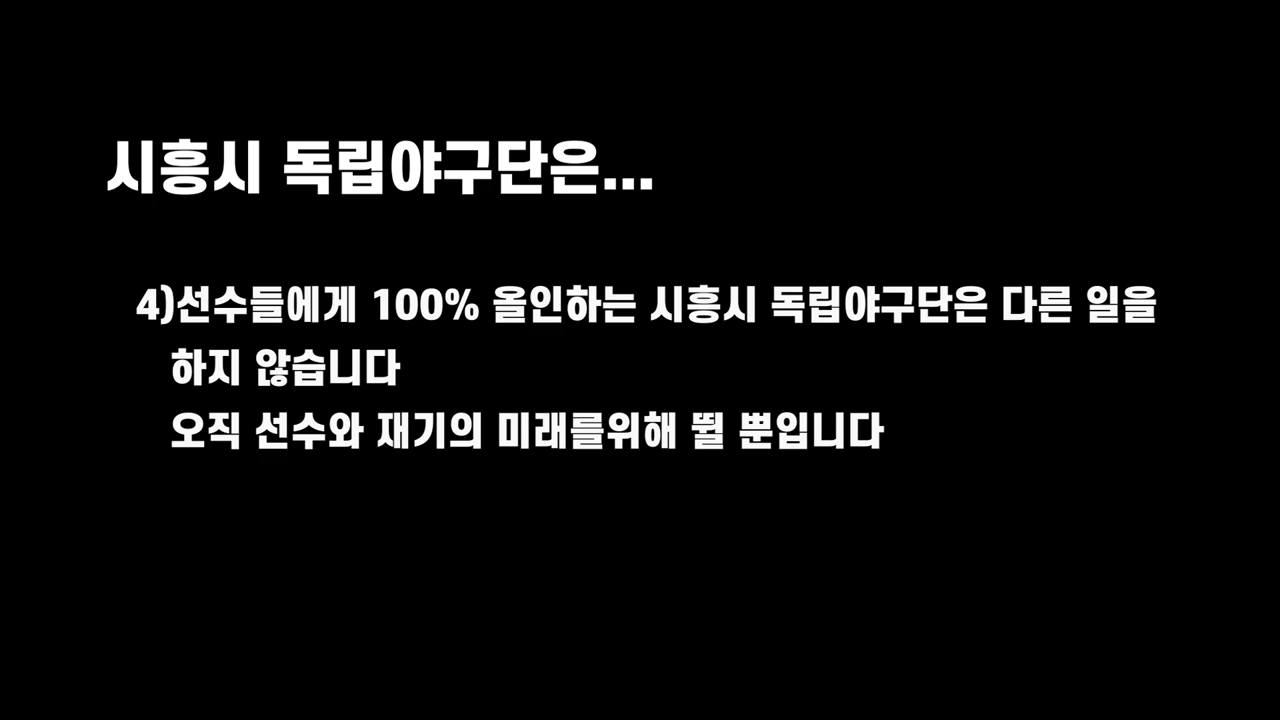 시흥시 독립야구단은...
4)선수들에게 100% 올인하는 시흥시 독립야구단은 다른 일을
하지 않습니다
오직 선수와 재기의 미래를위해 뛸 뿐입니다